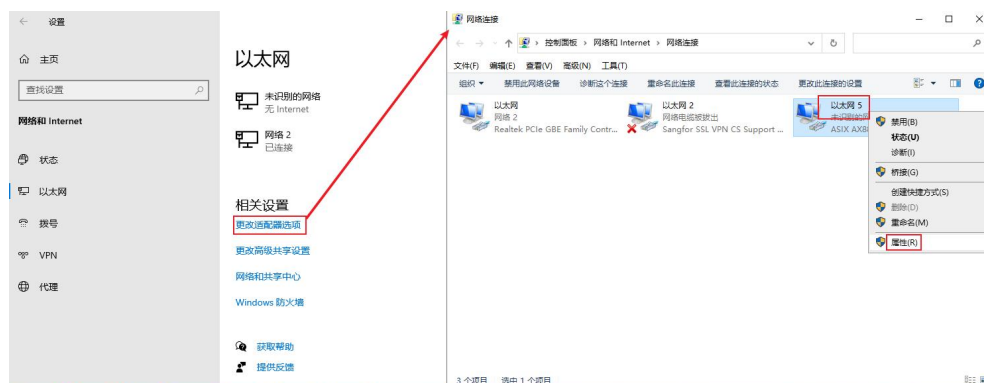 设置
主页
查找设置
网络和 Internet
状态
以太网
拨号
VPN
代理
以太网
未识别的网络
无 Internet
网络 2
已连接
相关设置
更改适配器选项
更改高级共享设置
网络和共享中心
Windows 防火墙
获取帮助
提供反馈
网络连接
控制面板 › 网络和 Internet › 网络连接
文件(F) 编辑(E) 查看(V) 高级(N) 工具(T)
组织 禁用此网络设备 诊断这个连接 重命名此连接 查看此连接的状态 更改此连接的设置
以太网
网络 2
Realtek PCIe GBE Family Contr...
以太网 2
网络电缆被拔出
Sangfor SSL VPN CS Support ...
以太网 5
未识别的网
ASIX AX8
禁用(B)
状态(U)
诊断(I)
桥接(G)
创建快捷方式(S)
删除(D)
重命名(M)
属性(R)
3 个项目 选中 1 个项目